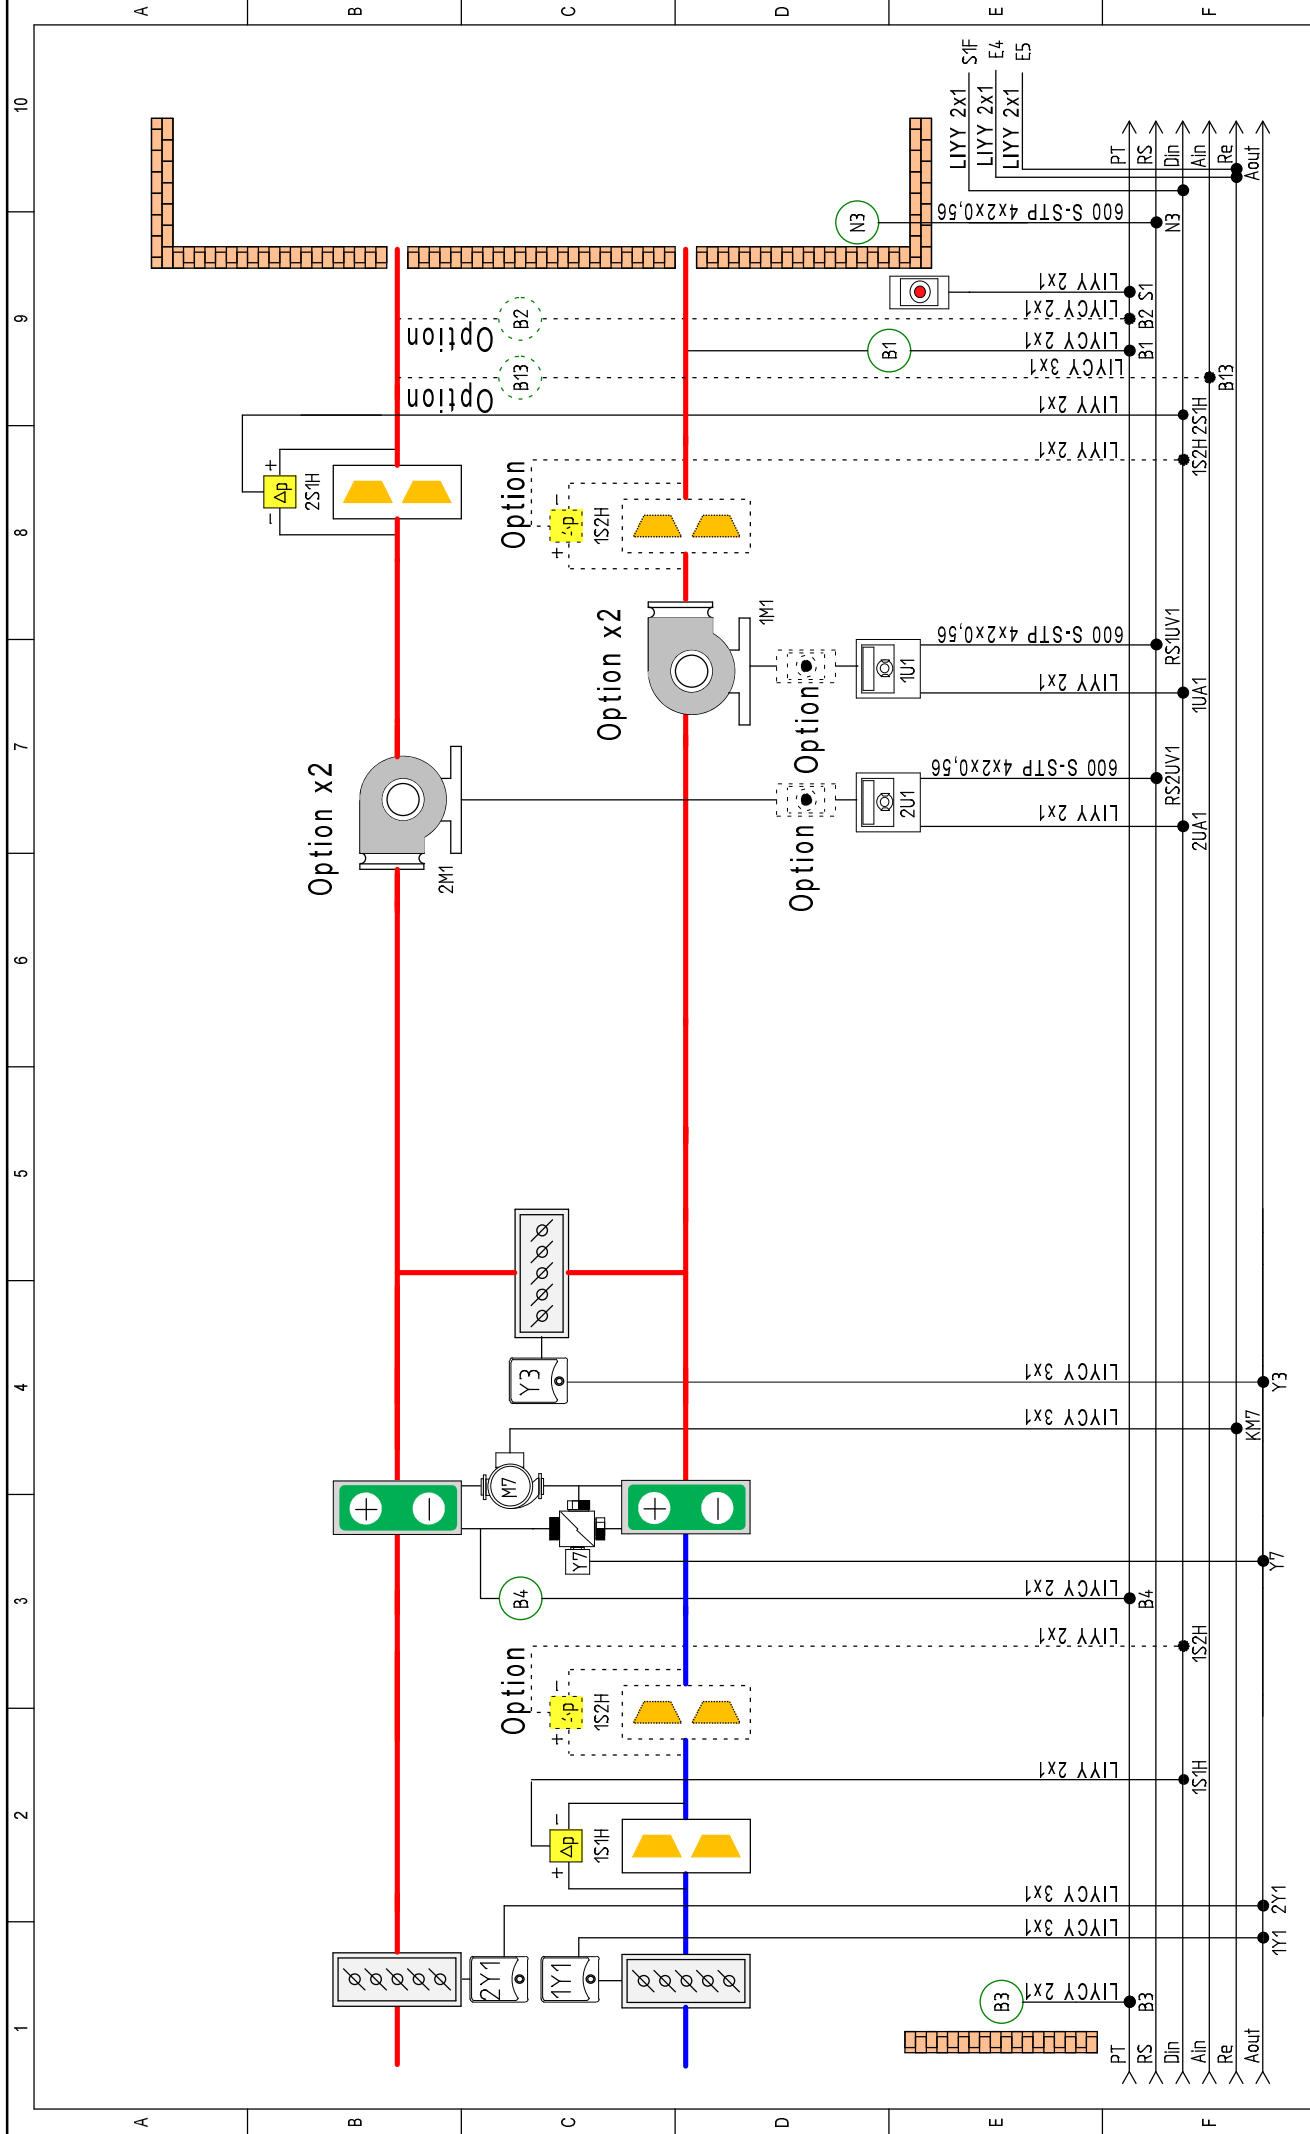 A
B
C
D
E
F
10
9
8
7
6
5
4
3
2
1
S1F
E4
E5
LIYY 2x1
LIYY 2x1
LIYY 2x1
PT
RS
Din
Ain
Re
Aout
N3
600 S-STP 4x2x0,56
N3
LIYY 2x1
S1
B2
Option
LIYCY 2x1
B2
B1
LIYCY 2x1
B1
B13
Option
LIYCY 3x1
B13
LIYY 2x1
2S1H
+
Δp
-
2S1H
LIYY 2x1
1S2H
Option
-
Δp
+
1S2H
Option x2
1M1
Option
1U1
600 S-STP 4x2x0,56
RS1UV1
LIYY 2x1
1UA1
Option x2
2M1
Option
2U1
600 S-STP 4x2x0,56
RS2UV1
LIYY 2x1
2UA1
Y3
LIYCY 3x1
Y3
M7
LIYCY 3x1
KM7
+
-
+
-
Y7
Y7
B4
LIYCY 2x1
B4
LIYY 2x1
1S2H
Option
-
Δp
+
1S2H
LIYY 2x1
1S1H
-
Δp
+
1S1H
LIYCY 3x1
2Y1
LIYCY 3x1
1Y1
2Y1
1Y1
B3
LIYCY 2x1
B3
PT
RS
Din
Ain
Re
Aout
A
B
C
D
E
F